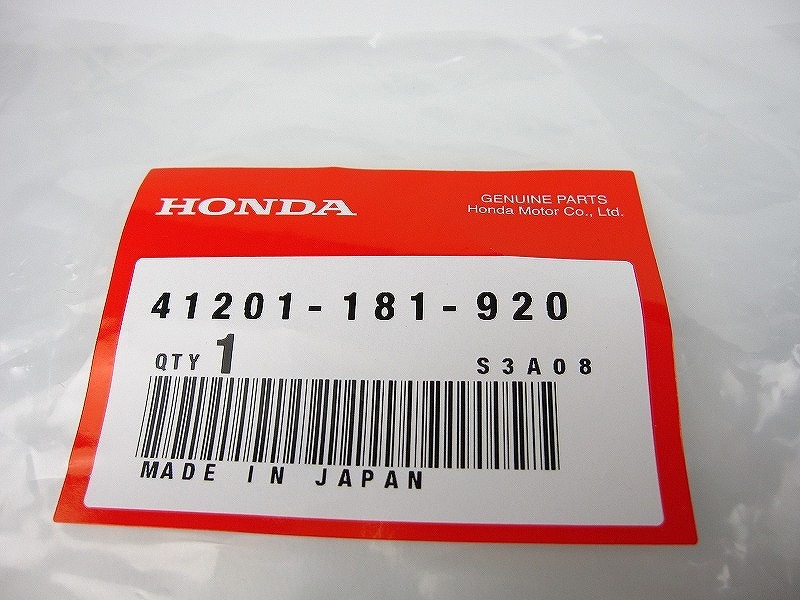 HONDA
GENUINE PARTS
Honda Motor Co., Ltd.
41201-181-920
QTY 1 S3A08
MADE IN JAPAN